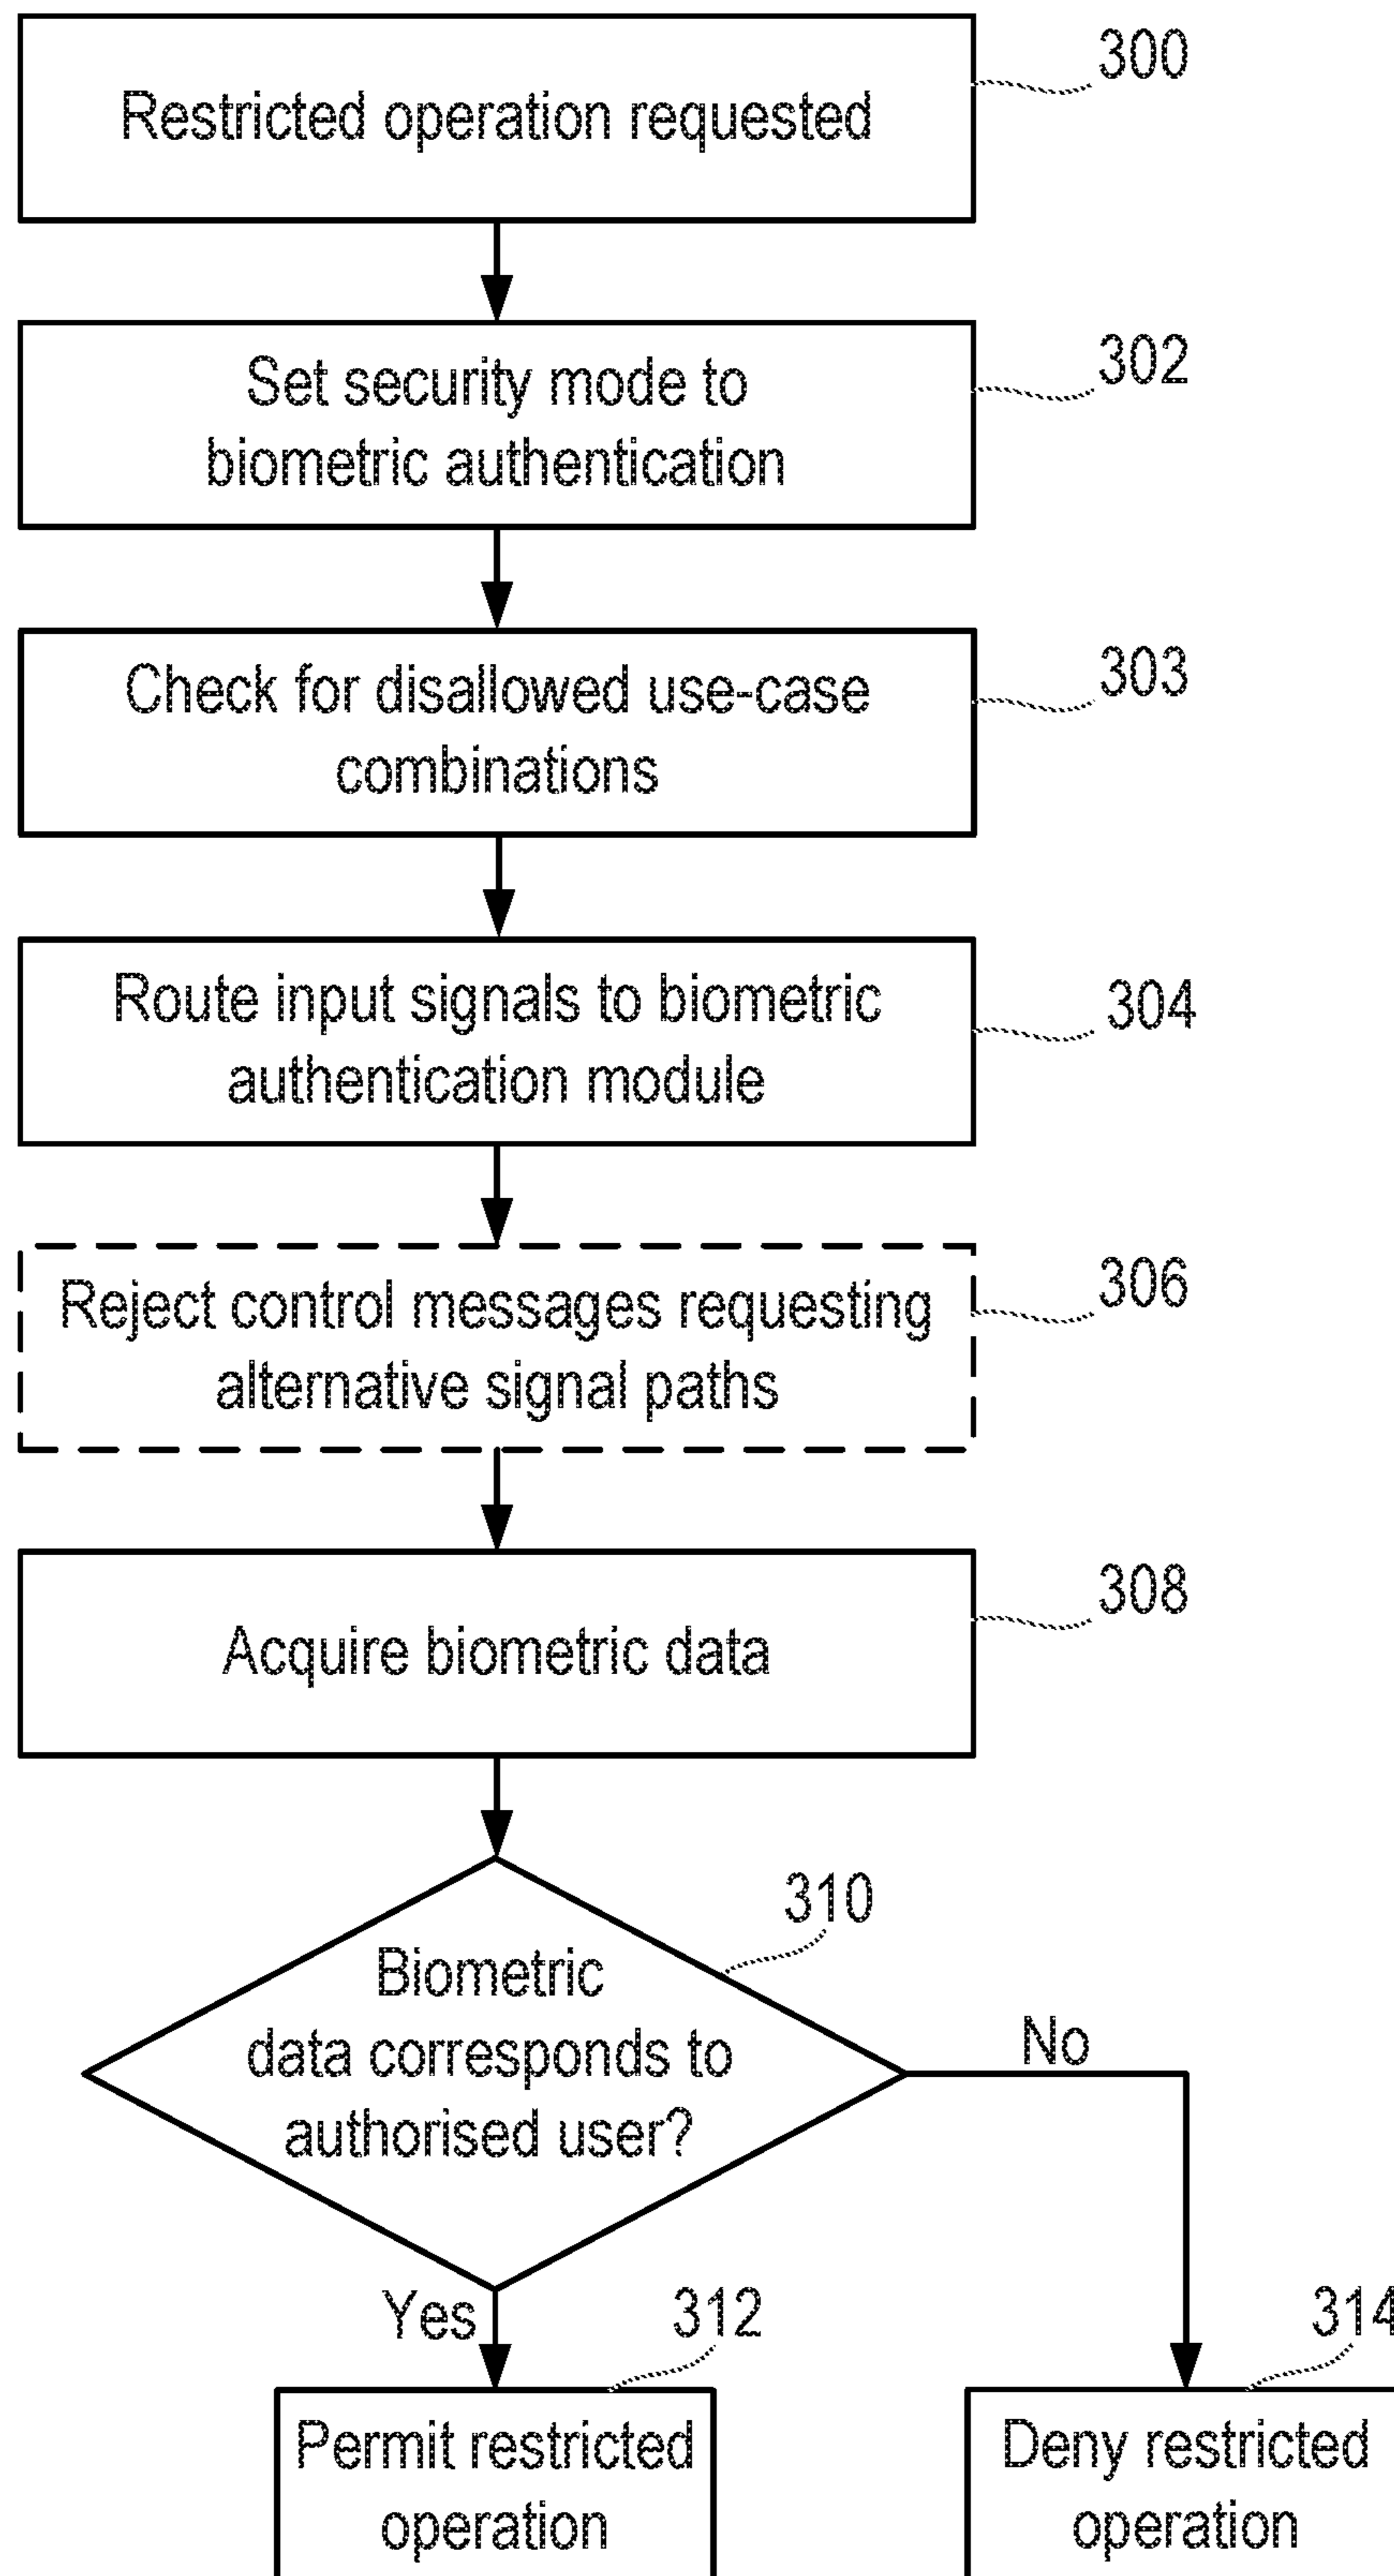 300
Restricted operation requested
302
Set security mode to
biometric authentication
303
Check for disallowed use-case
combinations
304
Route input signals to biometric
authentication module
306
Reject control messages requesting
alternative signal paths
308
Acquire biometric data
310
Biometric
data corresponds to
authorised user?
No
Yes
312
314
Permit restricted
operation
Deny restricted
operation